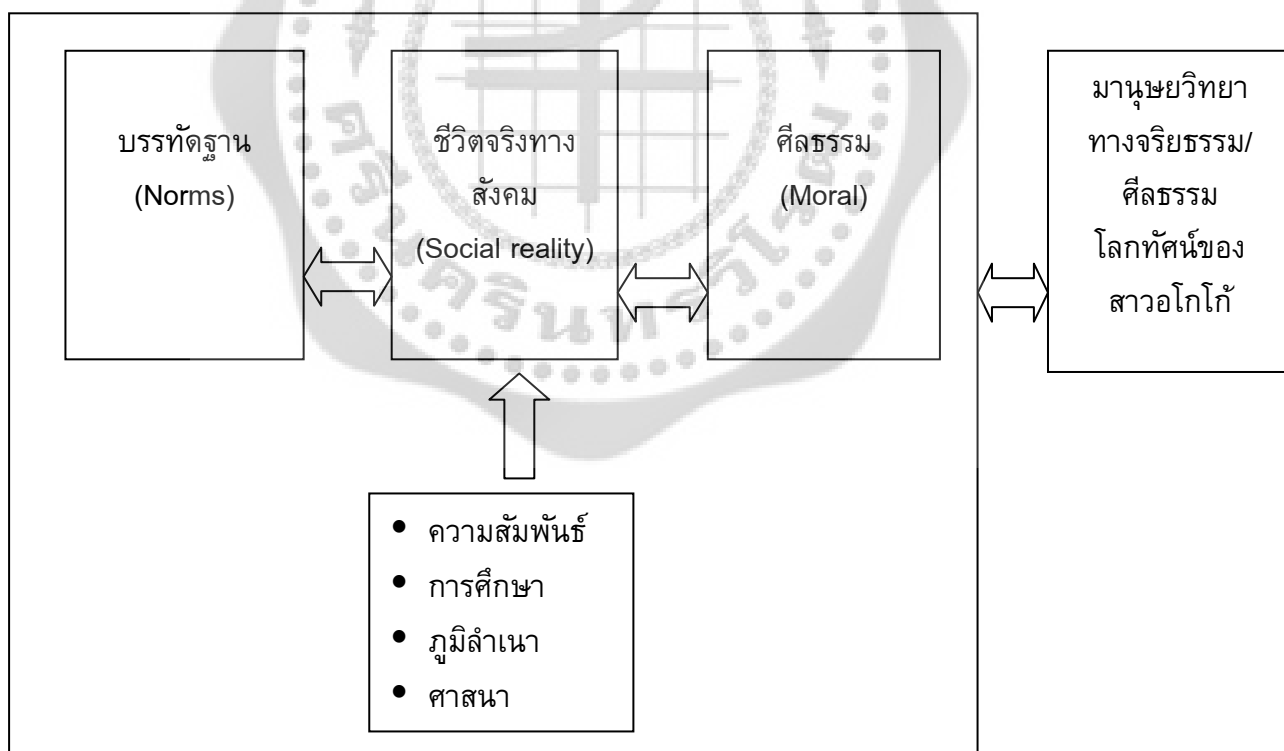 บรรทัดฐาน
(Norms)
ชีวิตจริงทาง
สังคม
(Social reality)
ศีลธรรม
(Moral)
มานุษยวิทยา
ทางจริยธรรม/
ศีลธรรม
โลกทัศน์ของ
สาวอโกโก้
• ความสัมพันธ์
• การศึกษา
• ภูมิลำเนา
• ศาสนา